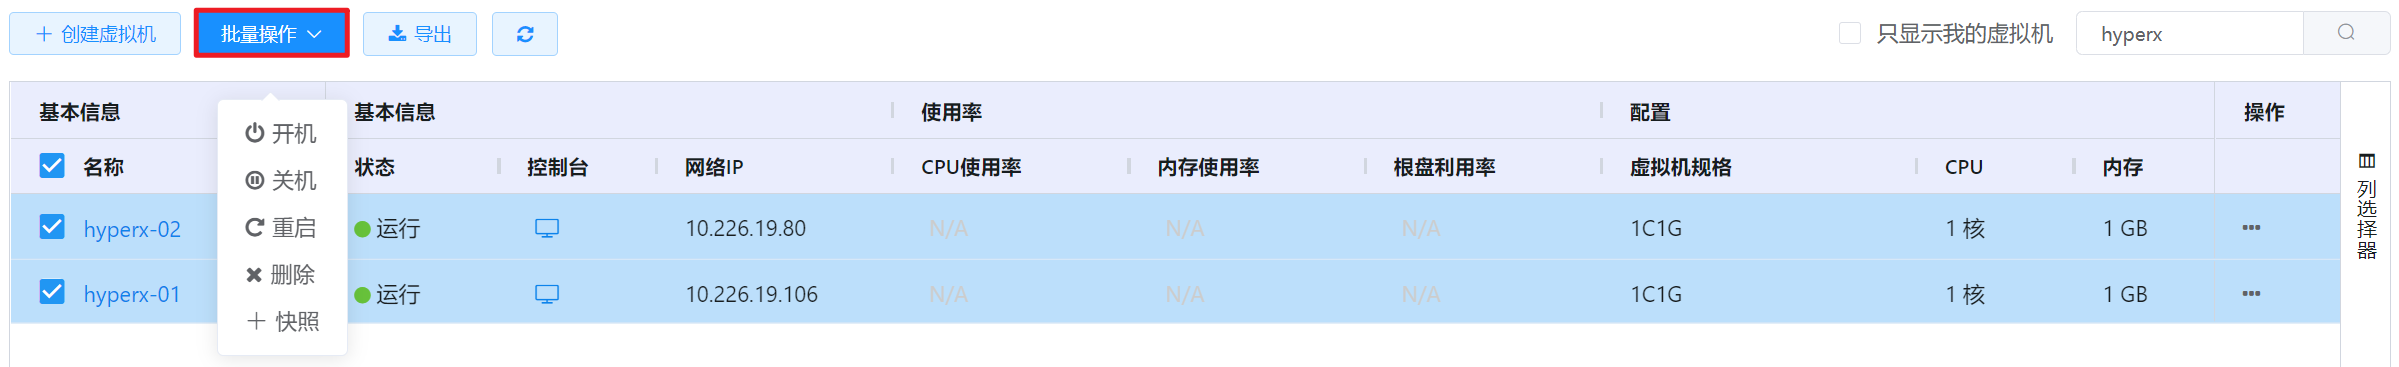 创建虚拟机 批量操作 导出 只显示我的虚拟机 hyperx
基本信息 基本信息 使用率 配置 操作
名称 状态 控制台 网络IP CPU使用率 内存使用率 根盘利用率 虚拟机规格 CPU 内存
hyperx-02 运行 10.226.19.80 N/A N/A N/A 1C1G 1 核 1 GB
hyperx-01 运行 10.226.19.106 N/A N/A N/A 1C1G 1 核 1 GB
开机
关机
重启
删除
快照
列选择器